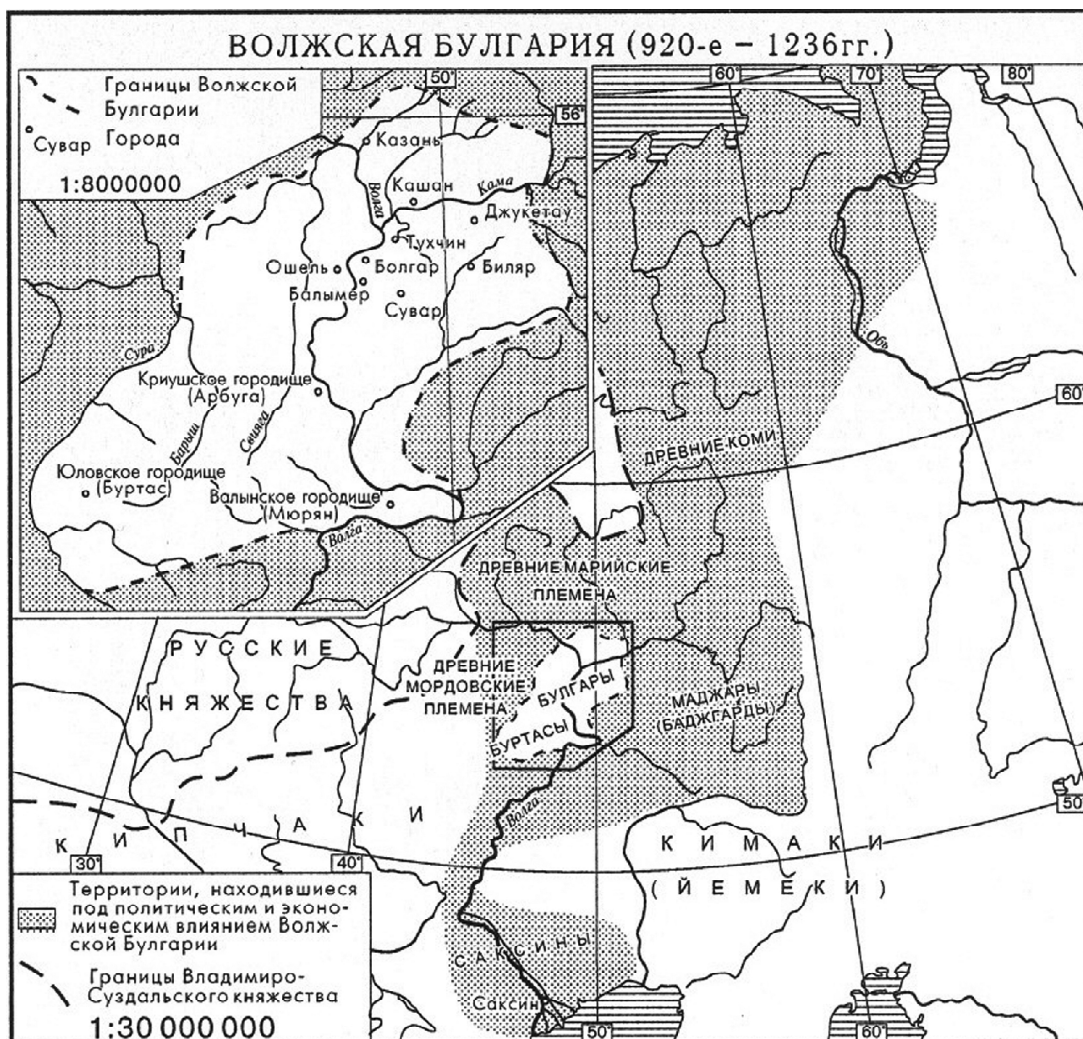 ВОЛЖСКАЯ БУЛГАРИЯ (920-е – 1236гг.)
Границы Волжской
Булгарии
Сувар Города
1:8000000
50°
56°
Казань
Волга
Кашан
Кама
Джукетау
Тухчин
Ошель
Болгар
Биляр
Балымер
Сувар
Сура
Криушское городище
(Арбуга)
Барыш
Свияга
Юловское городище
(Буртас)
Валынское городище
(Мюрян)
Волга
60°
70°
80°
Обь
60°
ДРЕВНИЕ КОМИ
ДРЕВНИЕ МАРИЙСКИЕ
ПЛЕМЕНА
РУССКИЕ
КНЯЖЕСТВА
ДРЕВНИЕ
МОРДОВСКИЕ
ПЛЕМЕНА
БУЛГАРЫ
БУРТАСЫ
МАДЖАРЫ
(БАДЖГАРДЫ)
Волга
50°
КИПЧАКИ
30°
40°
КИМАКИ
(ЙЕМЕКИ)
САКСИНЫ
Саксин
50°
60°
Территории, находившиеся
под политическим и эконо-
мическим влиянием Волж-
ской Булгарии
Границы Владимиро-
Суздальского княжества
1:30 000 000